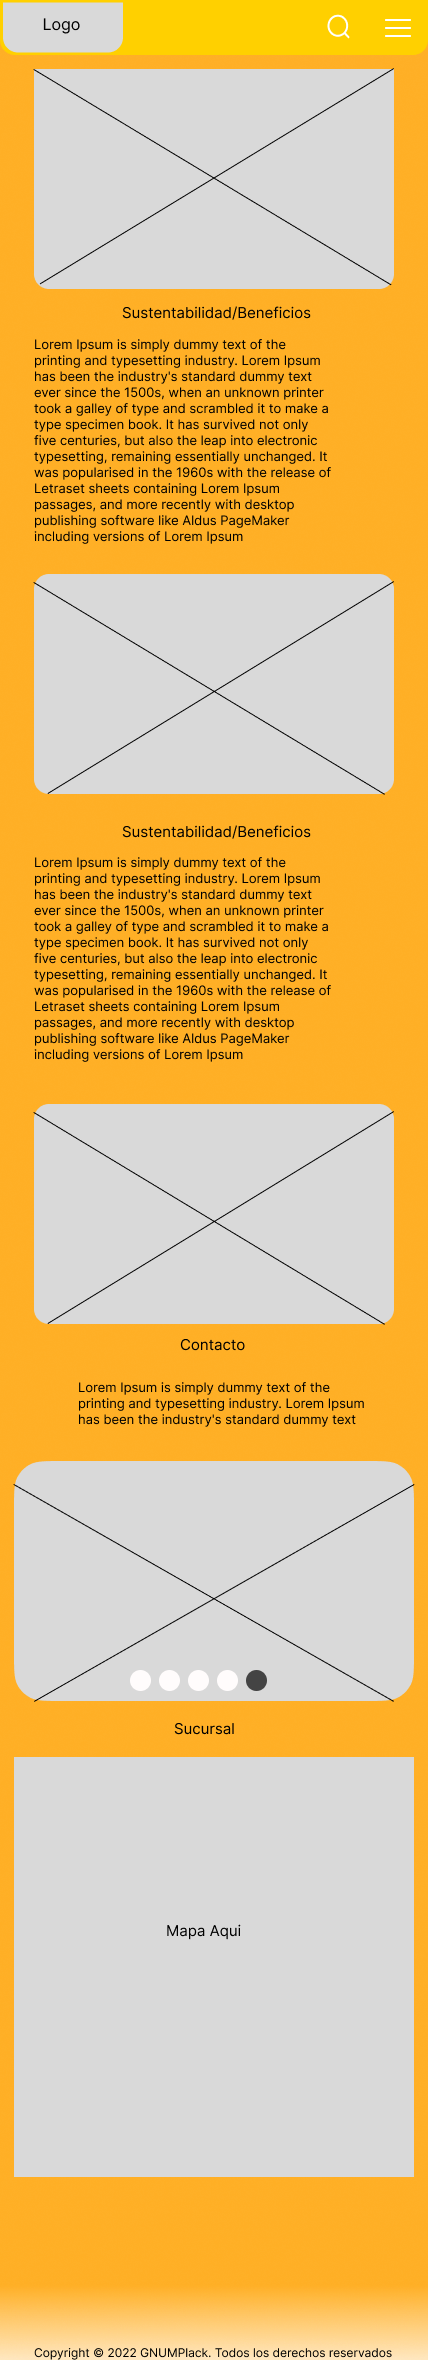 Logo
Sustentabilidad/Beneficios
Lorem Ipsum is simply dummy text of the
printing and typesetting industry. Lorem Ipsum
has been the industry's standard dummy text
ever since the 1500s, when an unknown printer
took a galley of type and scrambled it to make a
type specimen book. It has survived not only
five centuries, but also the leap into electronic
typesetting, remaining essentially unchanged. It
was popularised in the 1960s with the release of
Letraset sheets containing Lorem Ipsum
passages, and more recently with desktop
publishing software like Aldus PageMaker
including versions of Lorem Ipsum
Sustentabilidad/Beneficios
Lorem Ipsum is simply dummy text of the
printing and typesetting industry. Lorem Ipsum
has been the industry's standard dummy text
ever since the 1500s, when an unknown printer
took a galley of type and scrambled it to make a
type specimen book. It has survived not only
five centuries, but also the leap into electronic
typesetting, remaining essentially unchanged. It
was popularised in the 1960s with the release of
Letraset sheets containing Lorem Ipsum
passages, and more recently with desktop
publishing software like Aldus PageMaker
including versions of Lorem Ipsum
Contacto
Lorem Ipsum is simply dummy text of the
printing and typesetting industry. Lorem Ipsum
has been the industry's standard dummy text
Sucursal
Mapa Aqui
Copyright © 2022 GNUMPlack. Todos los derechos reservados